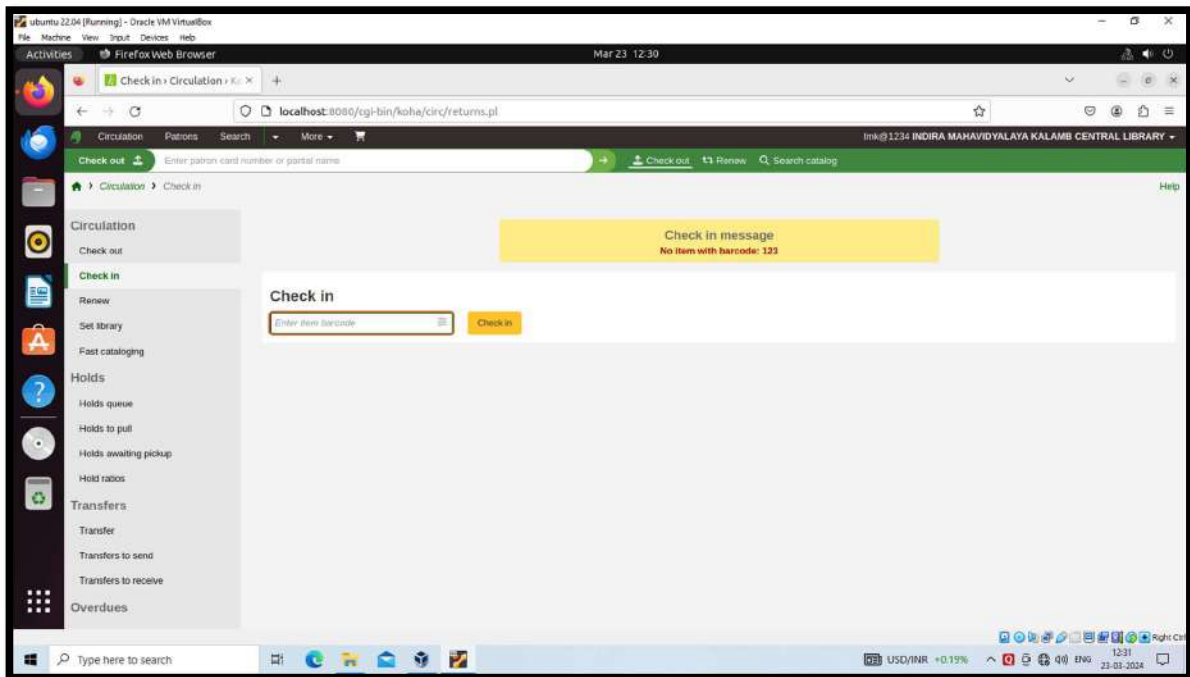 ubuntu 22.04 [Running] - Oracle VM VirtualBox
File Machine View Input Devices Help
Activities Firefox Web Browser Mar 23 12:30
Check in › Circulation › Ko
localhost:8080/cgi-bin/koha/circ/returns.pl
Circulation Patrons Search More lmk@1234 INDIRA MAHAVIDYALAYA KALAMB CENTRAL LIBRARY
Check out Enter patron card number or partial name Check out Renew Search catalog
Circulation Check in Help
Circulation
Check out
Check in
Renew
Set library
Fast cataloging
Holds
Holds queue
Holds to pull
Holds awaiting pickup
Hold ratios
Transfers
Transfer
Transfers to send
Transfers to receive
Overdues
Check in message
No item with barcode: 123
Check in
Enter item barcode Check in
Right Ctrl
Type here to search USD/INR +0.19% ENG 12:31
23-03-2024